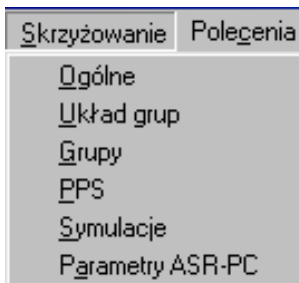 Skrzyżowanie Polecenia
Ogólne
Układ grup
Grupy
PPS
Symulacje
Parametry ASR-PC